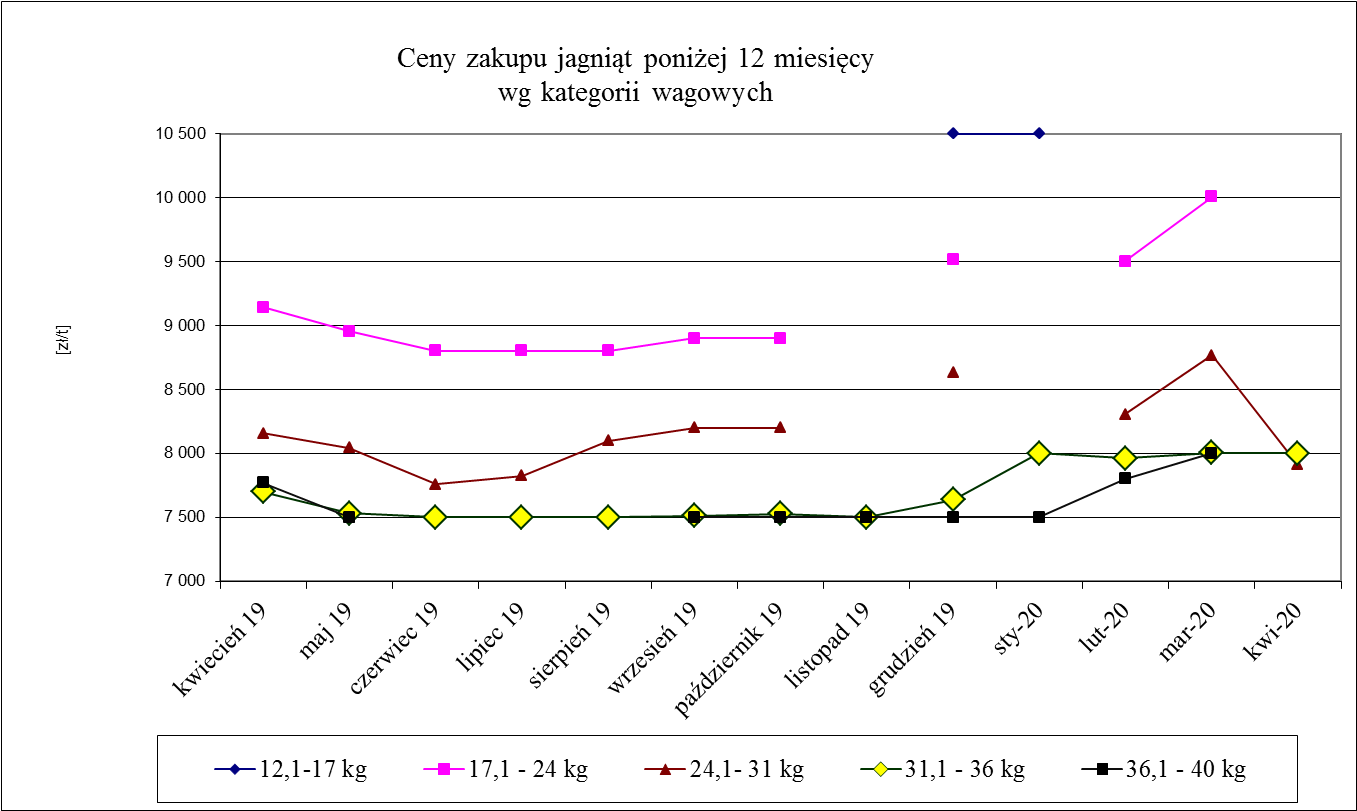 Ceny zakupu jagniąt poniżej 12 miesięcy
wg kategorii wagowych
[zł/t]
10 500
10 000
9 500
9 000
8 500
8 000
7 500
7 000
kwiecień 19
maj 19
czerwiec 19
lipiec 19
sierpień 19
wrzesień 19
październik 19
listopad 19
grudzień 19
sty-20
lut-20
mar-20
kwi-20
12,1-17 kg
17,1 - 24 kg
24,1- 31 kg
31,1 - 36 kg
36,1 - 40 kg